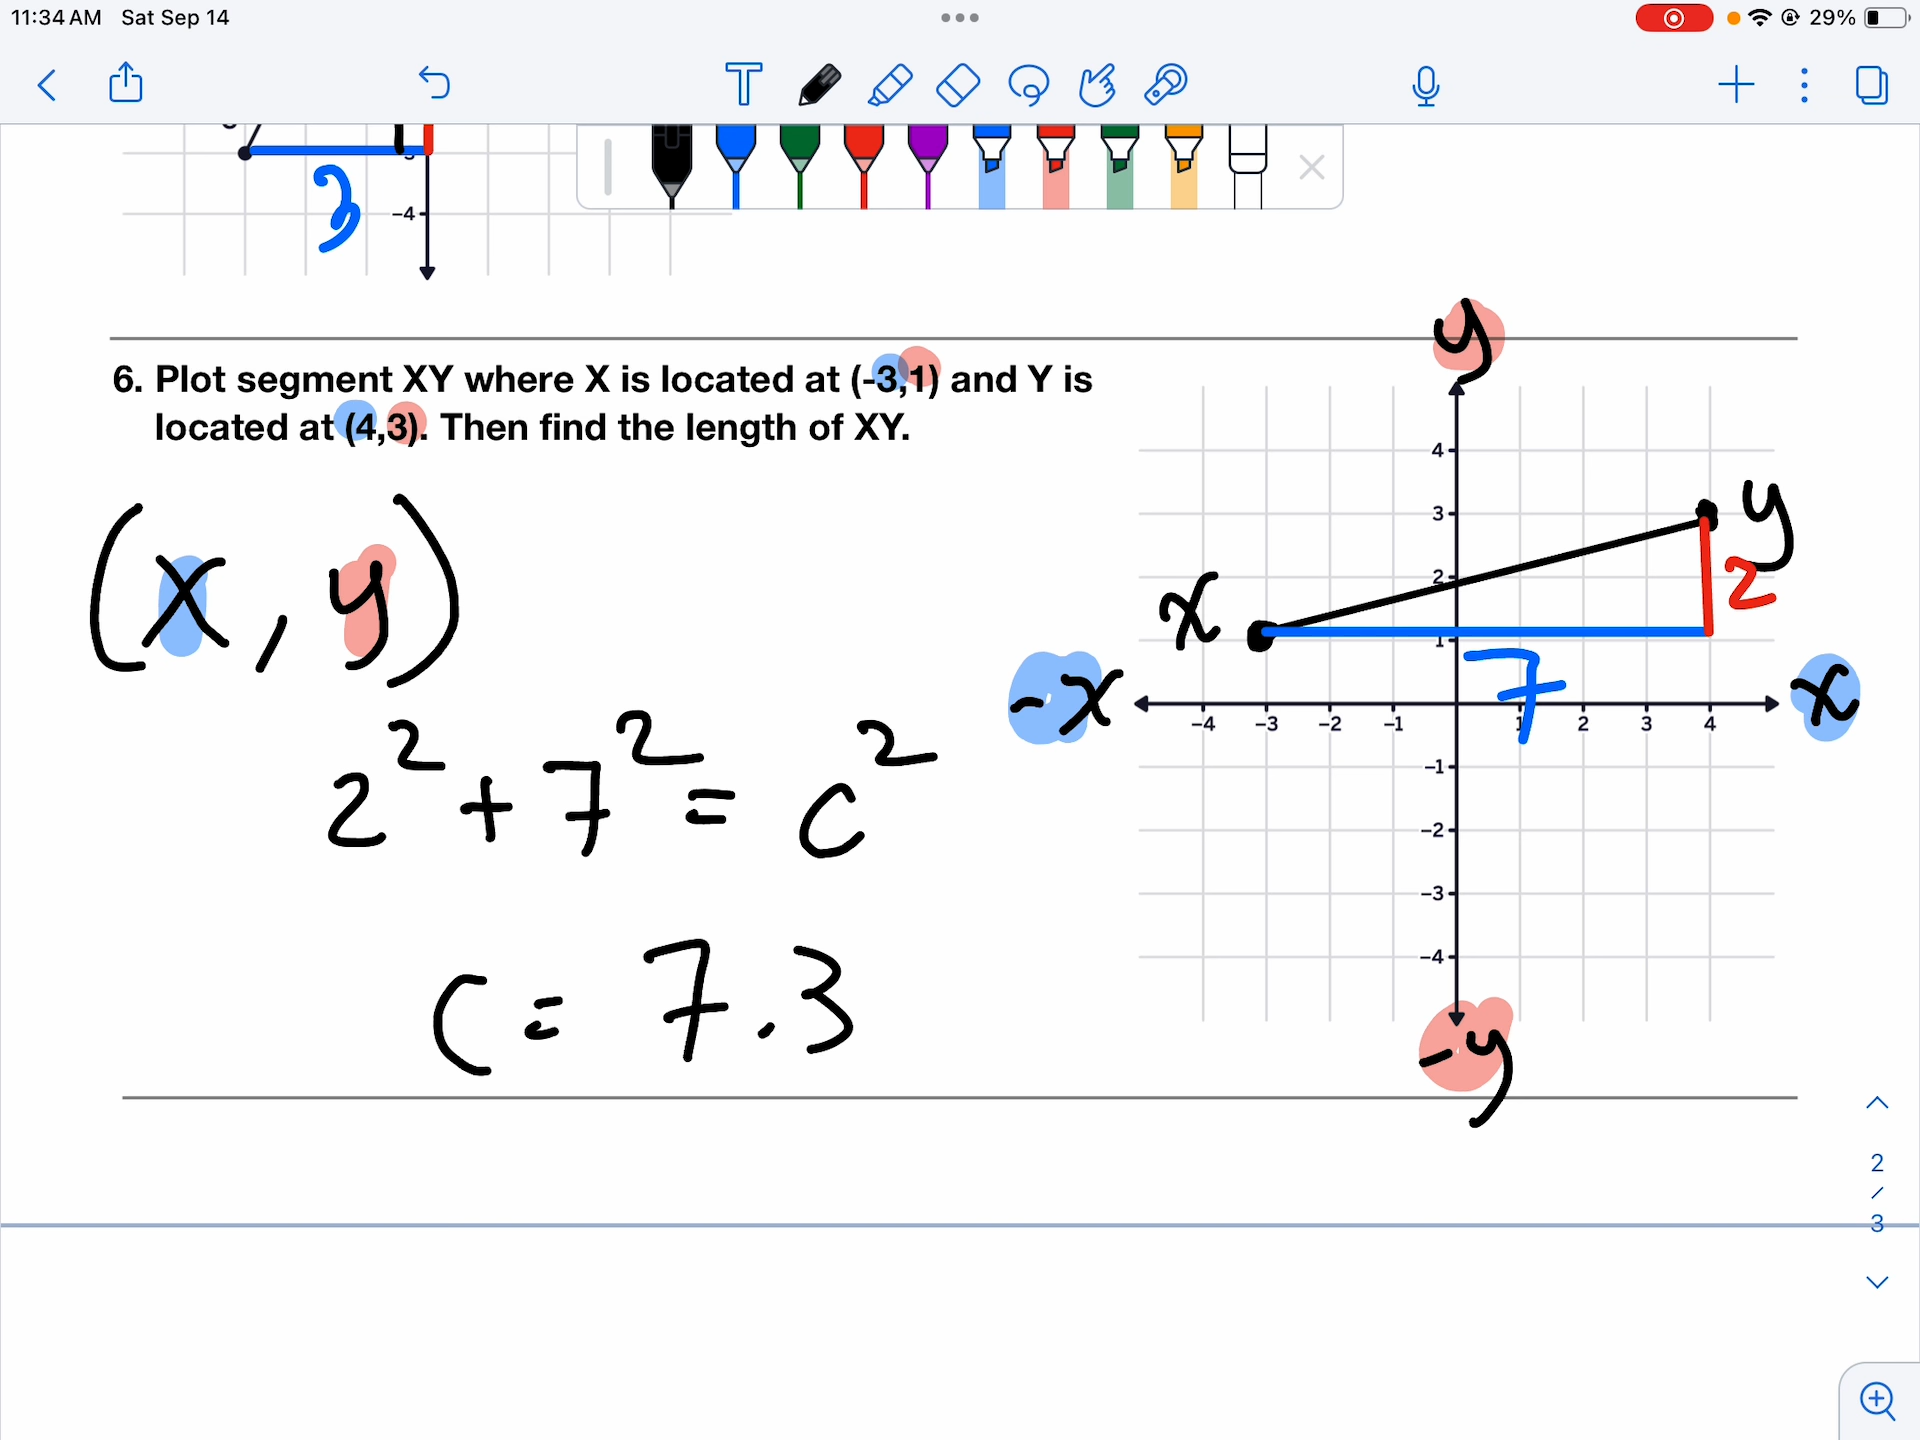 11:34 AM Sat Sep 14
29%
3
-4
6. Plot segment XY where X is located at (-3,1) and Y is
located at (4,3). Then find the length of XY.
(x, y)
2² + 7² = c²
c = 7.3
y
4
3
y
2
2
x
1
7
-x
x
-4 -3 -2 -1 1 2 3 4
-1
-2
-3
-4
-y
2
/
3